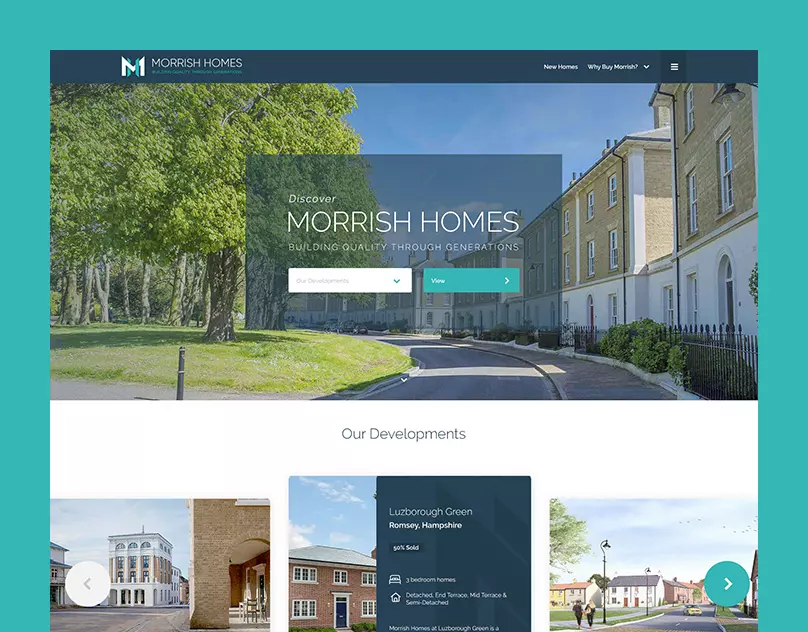 MORRISH HOMES
BUILDING QUALITY THROUGH GENERATIONS
New Homes
Why Buy Morrish?
Discover
MORRISH HOMES
BUILDING QUALITY THROUGH GENERATIONS
Our Developments
View
Our Developments
Luzborough Green
Romsey, Hampshire
50% Sold
3 bedroom homes
Detached, End Terrace, Mid Terrace &
Semi-Detached
Morrish Homes at Luzborough Green is a